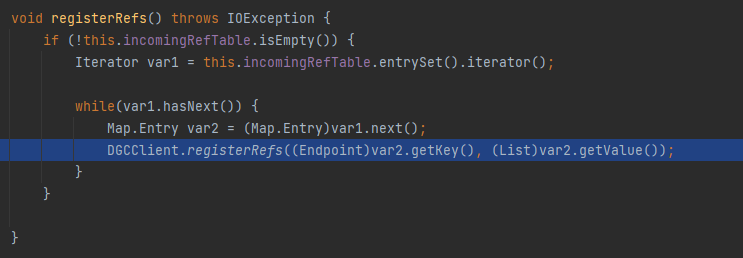 void registerRefs() throws IOException {
    if (!this.incomingRefTable.isEmpty()) {
        Iterator var1 = this.incomingRefTable.entrySet().iterator();
        while(var1.hasNext()) {
            Map.Entry var2 = (Map.Entry)var1.next();
            DGCClient.registerRefs((Endpoint)var2.getKey(), (List)var2.getValue());
        }
    }
}